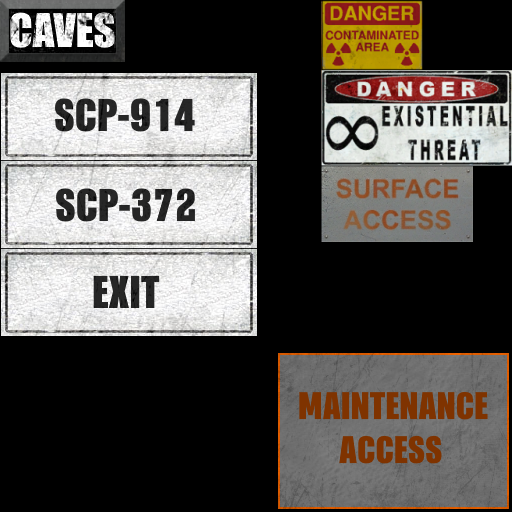 CAVES
SCP-914
SCP-372
EXIT
DANGER
CONTAMINATED
AREA
DANGER
EXISTENTIAL
THREAT
SURFACE
ACCESS
MAINTENANCE
ACCESS